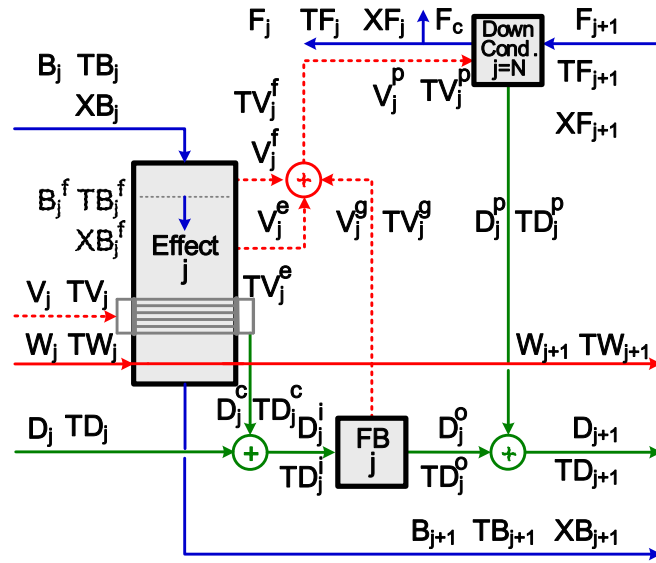 F_j TF_j XF_j F_c Down F_{j+1}
Cond.
j=N
B_j TB_j TF_{j+1}
XB_j TV_j^f V_j^p TV_j^p XF_{j+1}
V_j^f
B_j^f TB_j^f V_j^e V_j^g TV_j^g D_j^p TD_j^p
XB_j^f Effect
j
TV_j^e
V_j TV_j
W_j TW_j W_{j+1} TW_{j+1}
D_j^c TD_j^c
D_j TD_j D_j^i FB D_j^o D_{j+1}
+ j
TD_j^i TD_j^o TD_{j+1}
B_{j+1} TB_{j+1} XB_{j+1}